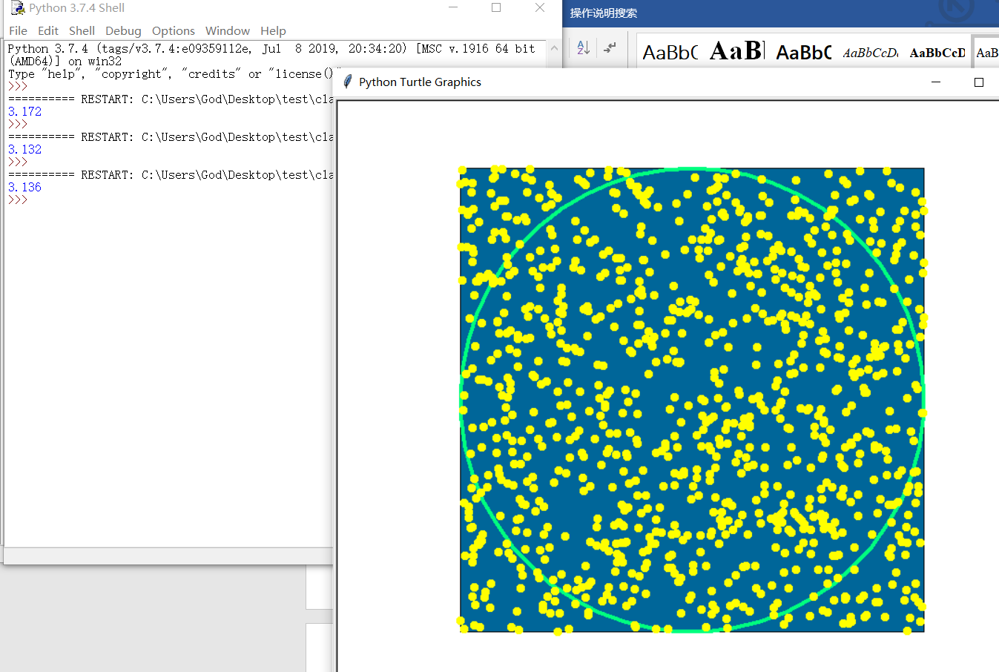 Python 3.7.4 Shell
File Edit Shell Debug Options Window Help
Python 3.7.4 (tags/v3.7.4:e09359112e, Jul  8 2019, 20:34:20) [MSC v.1916 64 bit
(AMD64)] on win32
Type "help", "copyright", "credits" or "license()"
>>>
========== RESTART: C:\Users\God\Desktop\test\cla
3.172
>>>
========== RESTART: C:\Users\God\Desktop\test\cla
3.132
>>>
========== RESTART: C:\Users\God\Desktop\test\cla
3.136
>>>
操作说明搜索
AaBbC AaBl AaBbC AaBbCcD AaBbCcD AaB
Python Turtle Graphics